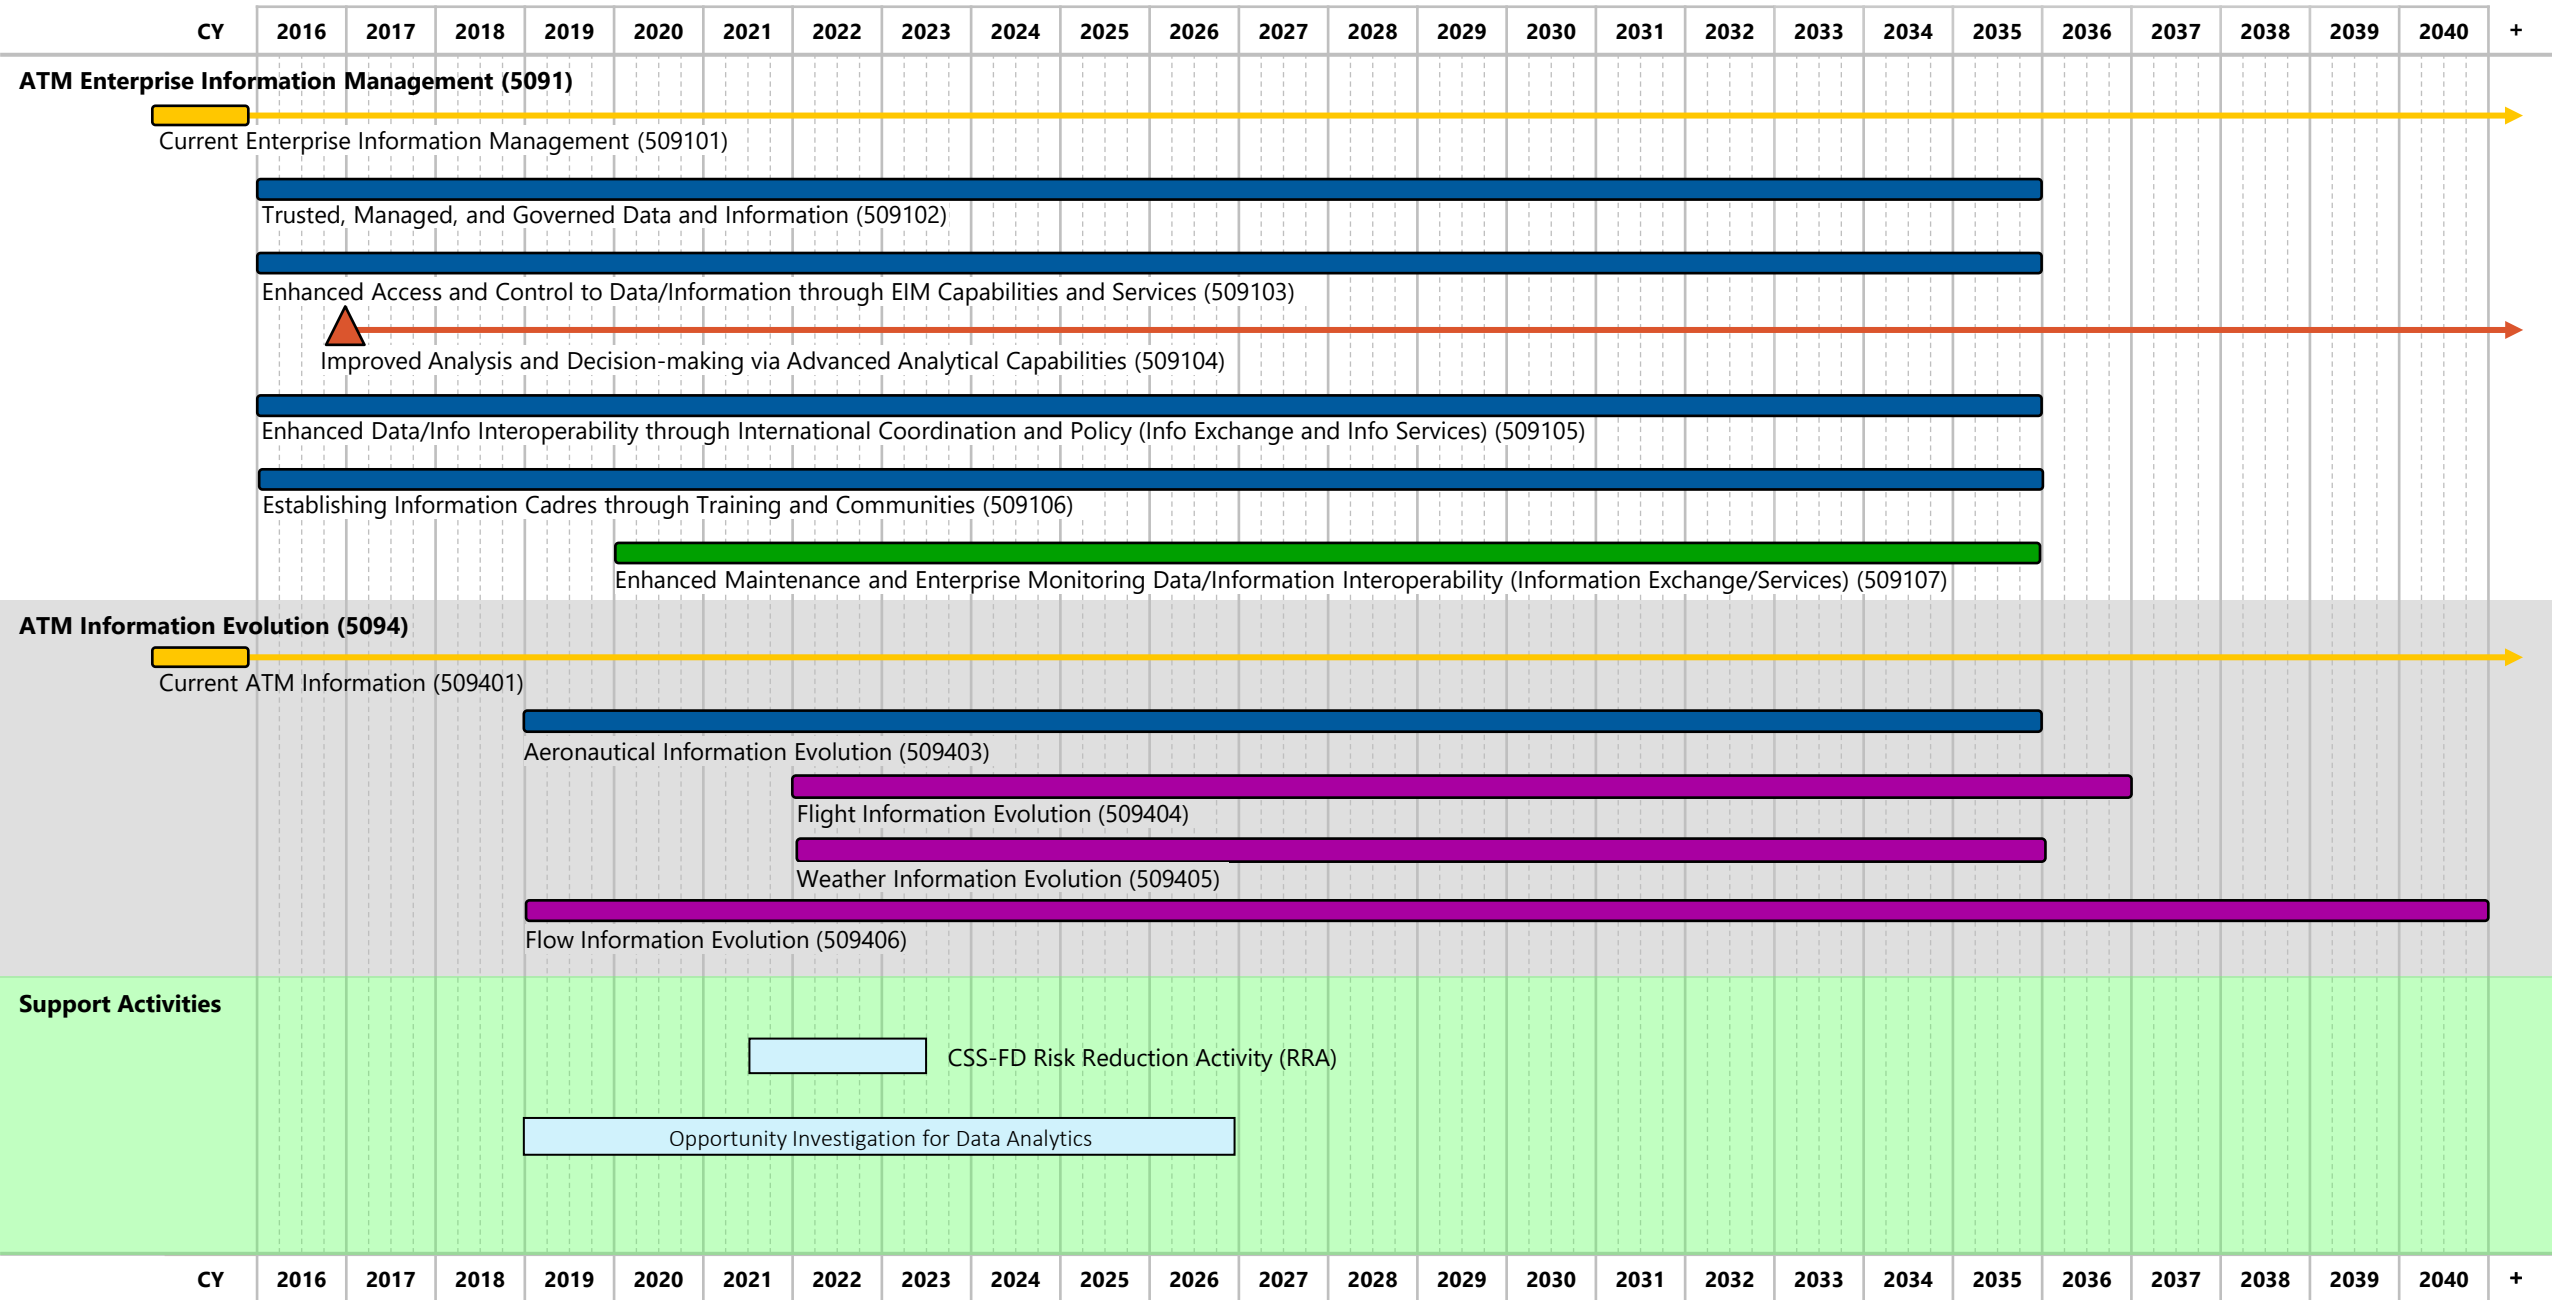 CY 2016 2017 2018 2019 2020 2021 2022 2023 2024 2025 2026 2027 2028 2029 2030 2031 2032 2033 2034 2035 2036 2037 2038 2039 2040 +
ATM Enterprise Information Management (5091)
Current Enterprise Information Management (509101)
Trusted, Managed, and Governed Data and Information (509102)
Enhanced Access and Control to Data/Information through EIM Capabilities and Services (509103)
Improved Analysis and Decision-making via Advanced Analytical Capabilities (509104)
Enhanced Data/Info Interoperability through International Coordination and Policy (Info Exchange and Info Services) (509105)
Establishing Information Cadres through Training and Communities (509106)
Enhanced Maintenance and Enterprise Monitoring Data/Information Interoperability (Information Exchange/Services) (509107)
ATM Information Evolution (5094)
Current ATM Information (509401)
Aeronautical Information Evolution (509403)
Flight Information Evolution (509404)
Weather Information Evolution (509405)
Flow Information Evolution (509406)
Support Activities
CSS-FD Risk Reduction Activity (RRA)
Opportunity Investigation for Data Analytics
CY 2016 2017 2018 2019 2020 2021 2022 2023 2024 2025 2026 2027 2028 2029 2030 2031 2032 2033 2034 2035 2036 2037 2038 2039 2040 +